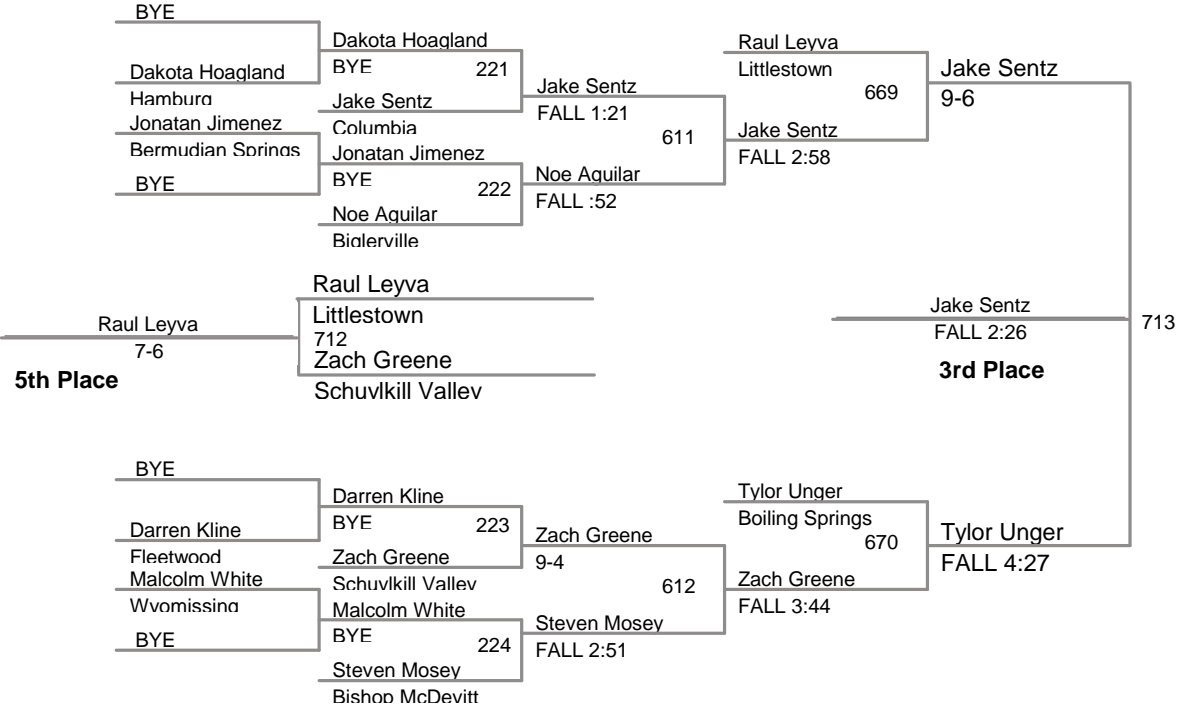 BYE
Dakota Hoagland
Raul Leyva
Dakota Hoagland
BYE
221
Littlestown
Jake Sentz
Hamburg
Jake Sentz
Jake Sentz
669
9-6
Jonatan Jimenez
Columbia
FALL 1:21
611
Jake Sentz
Bermudian Springs
Jonatan Jimenez
FALL 2:58
BYE
BYE
222
Noe Aguilar
Noe Aguilar
FALL :52
Biglerville
Raul Leyva
Littlestown
Raul Leyva
712
7-6
Zach Greene
5th Place
Schuylkill Valley
Jake Sentz
713
FALL 2:26
3rd Place
BYE
Darren Kline
Tylor Unger
Darren Kline
BYE
223
Boiling Springs
Tylor Unger
Fleetwood
Zach Greene
Zach Greene
670
FALL 4:27
Malcolm White
Schuylkill Valley
9-4
612
Zach Greene
Wyomissing
Malcolm White
FALL 3:44
BYE
BYE
224
Steven Mosey
Steven Mosey
FALL 2:51
Bishop McDevitt